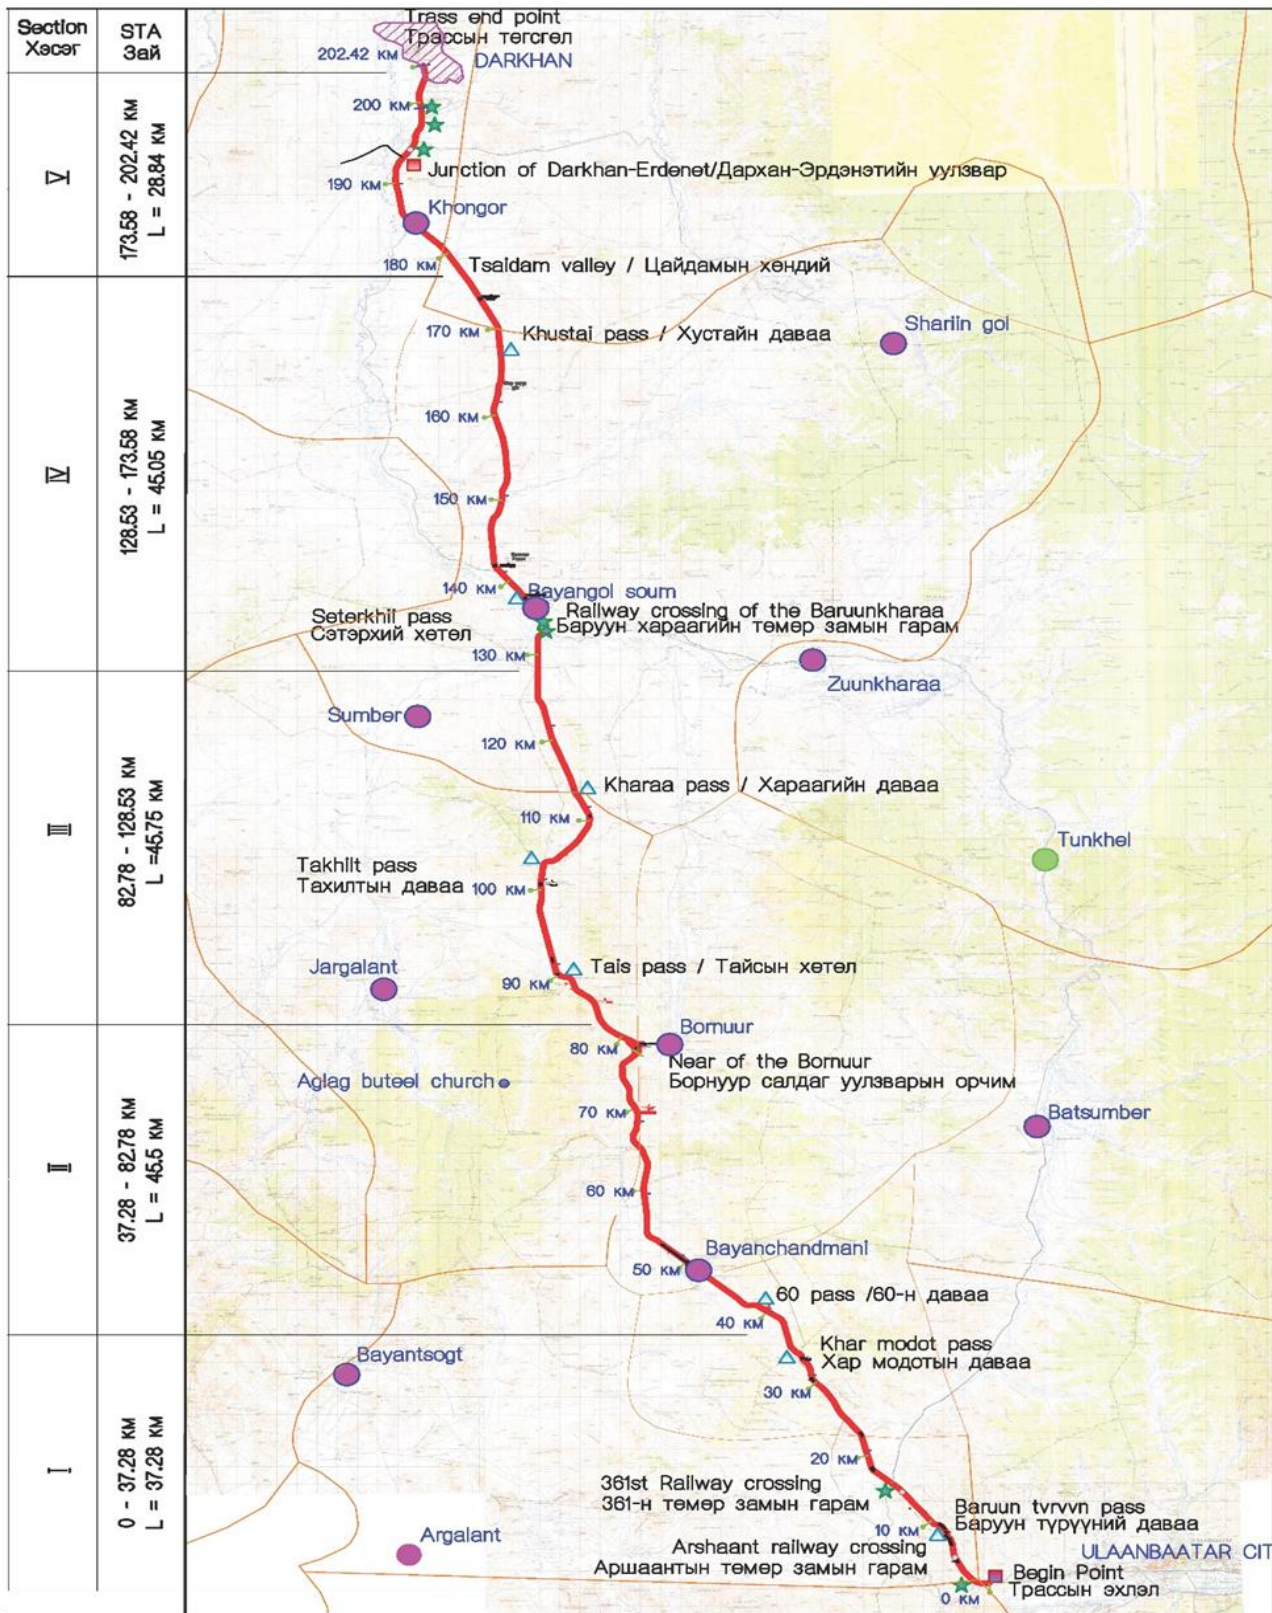 Section
Хэсэг
STA
Зай
Trass end point
Трассын төгсгөл
202.42 КМ
DARKHAN
V
173.58 - 202.42 КМ
L = 28.84 КМ
200 КМ
Junction of Darkhan-Erdenet/Дархан-Эрдэнэтийн уулзвар
190 КМ
Khongor
180 КМ
Tsaidam valley / Цайдамын хөндий
IV
128.53 - 173.58 КМ
L = 45.05 КМ
170 КМ
Khustai pass / Хустайн даваа
Shariin gol
160 КМ
150 КМ
140 КМ
Bayangol soum
Seterkhii pass
Сэтэрхий хөтөл
Railway crossing of the Baruunkharaa
Баруун хараагийн төмөр замын гарам
130 КМ
Zuunkharaa
III
82.78 - 128.53 КМ
L =45.75 КМ
Sumber
120 КМ
Kharaa pass / Хараагийн даваа
110 КМ
Tunkhel
Takhilt pass
Тахилтын даваа
100 КМ
Jargalant
Tais pass / Тайсын хөтөл
90 КМ
II
37.28 - 82.78 КМ
L = 45.5 КМ
80 КМ
Bornuur
Near of the Bornuur
Борнуур салдаг уулзварын орчим
Aglag buteel church
70 КМ
Batsumber
60 КМ
Bayanchandmani
50 КМ
60 pass /60-н даваа
40 КМ
I
0 - 37.28 КМ
L = 37.28 КМ
Khar modot pass
Хар модотын даваа
Bayantsogt
30 КМ
20 КМ
361st Railway crossing
361-н төмөр замын гарам
Baruun tvrvvn pass
Баруун түрүүний даваа
10 КМ
Argalant
Arshaant railway crossing
Аршаантын төмөр замын гарам
ULAANBAATAR CIT
Begin Point
Трассын эхлэл
0 КМ